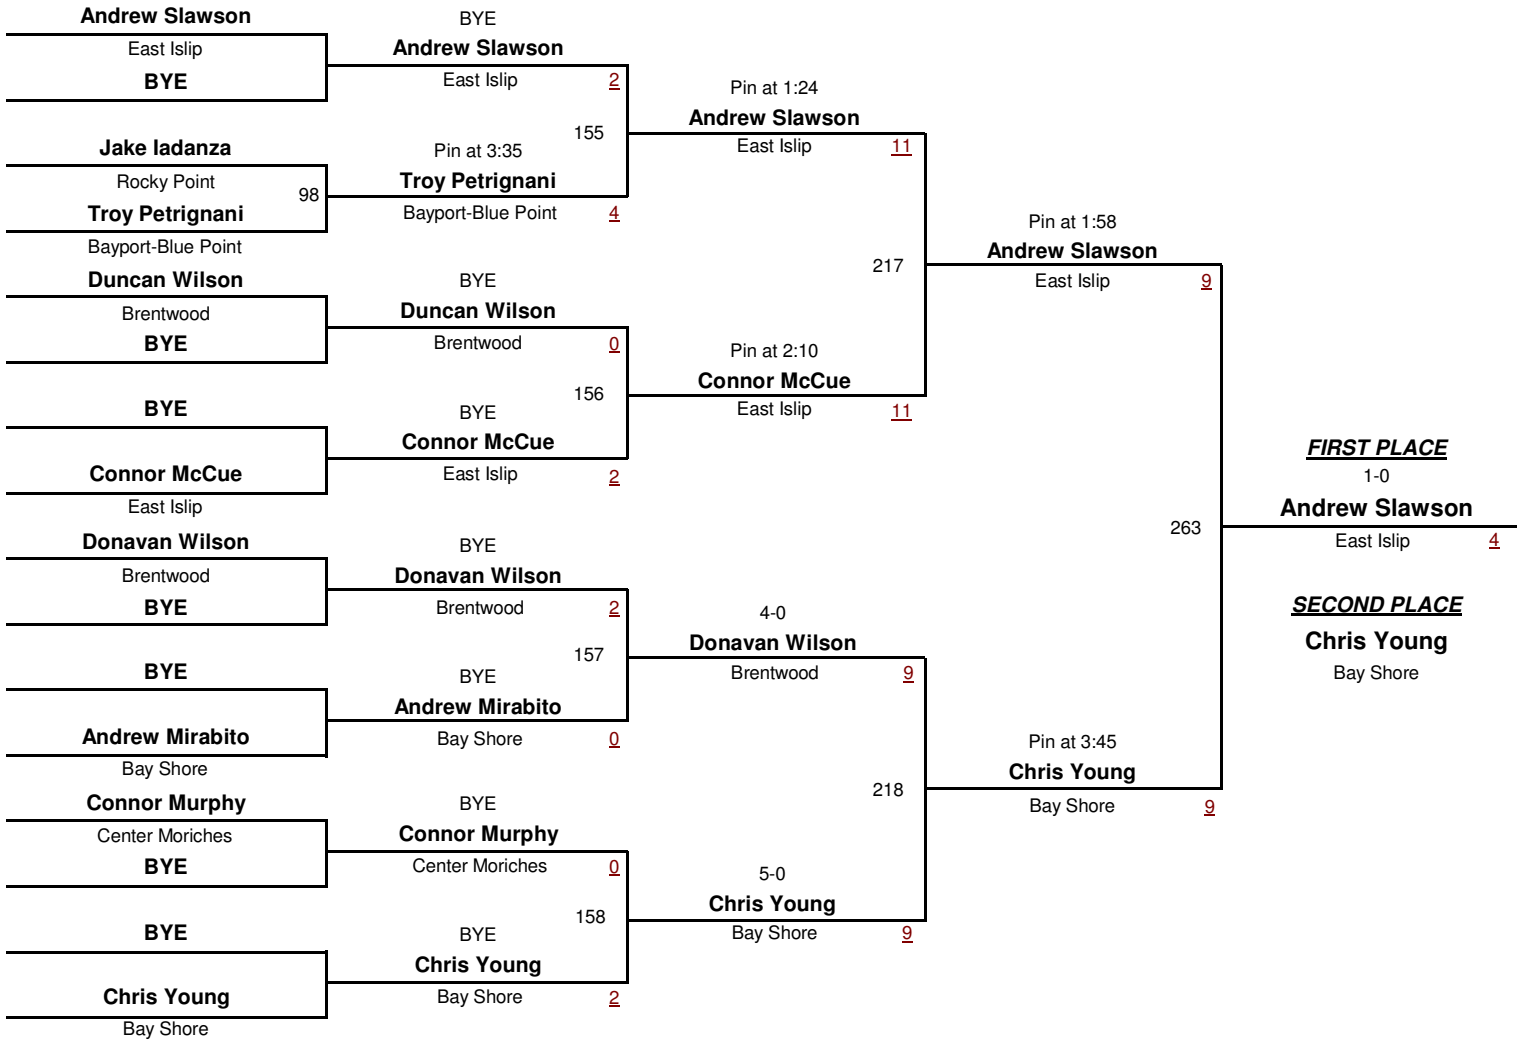 Andrew Slawson
East Islip
BYE
Jake Iadanza
Rocky Point
98
Troy Petrignani
Bayport-Blue Point
Duncan Wilson
Brentwood
BYE
BYE
Connor McCue
East Islip
Donavan Wilson
Brentwood
BYE
BYE
Andrew Mirabito
Bay Shore
Connor Murphy
Center Moriches
BYE
BYE
Chris Young
Bay Shore
BYE
Andrew Slawson
East Islip 2
155
Pin at 3:35
Troy Petrignani
Bayport-Blue Point 4
BYE
Duncan Wilson
Brentwood 0
156
BYE
Connor McCue
East Islip 2
BYE
Donavan Wilson
Brentwood 2
157
BYE
Andrew Mirabito
Bay Shore 0
BYE
Connor Murphy
Center Moriches 0
158
BYE
Chris Young
Bay Shore 2
Pin at 1:24
Andrew Slawson
East Islip 11
217
Pin at 2:10
Connor McCue
East Islip 11
4-0
Donavan Wilson
Brentwood 9
218
5-0
Chris Young
Bay Shore 9
Pin at 1:58
Andrew Slawson
East Islip 9
263
Pin at 3:45
Chris Young
Bay Shore 9
FIRST PLACE
1-0
Andrew Slawson
East Islip 4
SECOND PLACE
Chris Young
Bay Shore